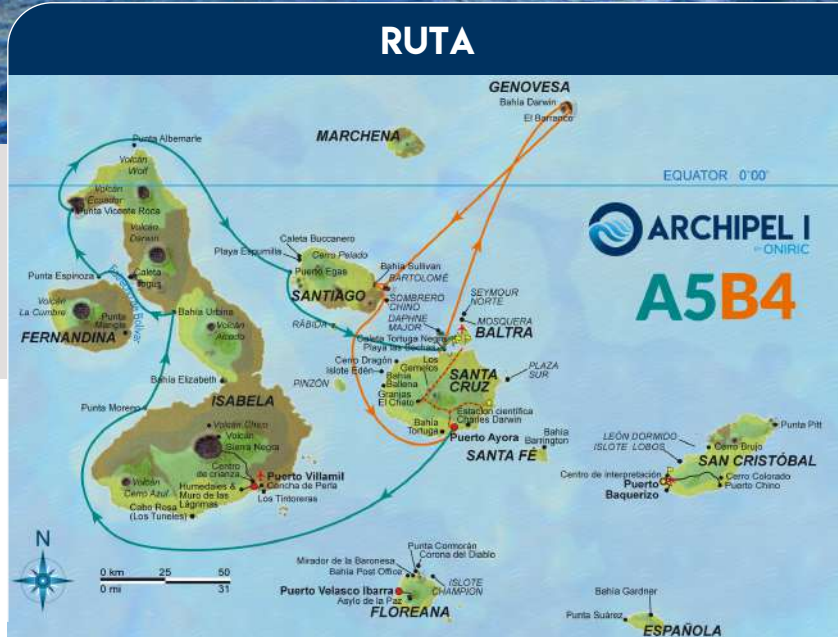 RUTA
GENOVESA
Bahía Darwin
El Barranco
MARCHENA
Punta Albemarle
Volcán
Wolf
EQUATOR 0'00'
Volcán
Ecuador
Punta Vicente Roca
Volcán
Darwin
ARCHIPEL I
BY ONIRIC
A5B4
Caleta Buccanero
Playa Espumilla
Cerro Pelado
Puerto Egas
Bahía Sullivan
BARTOLOMÉ
SANTIAGO
SOMBRERO
CHINO
Punta Espinoza
Caleta
Tagus
Canal de Bolívar
SEYMOUR
NORTE
MOSQUERA
DAPHNE
MAJOR
BALTRA
Volcán
La Cumbre
Punta
Mangle
FERNANDINA
Bahía Urbina
Volcán
Alcedo
RÁBIDA
Caleta Tortuga Negra
Playa las Bachas
Cerro Dragón
Islote Edén
Los
Gemelos
Bahía
Ballena
Granjas
El Chato
SANTA
CRUZ
PLAZA
SUR
PINZÓN
Bahía Elizabeth
ISABELA
Punta Moreno
Estación científica
Charles Darwin
Bahía
Tortuga
Puerto Ayora
Bahía
Barrington
SANTA FÉ
Volcán Chico
Volcán
Sierra Negra
Centro
de crianza
Puerto Villamil
Concha de Perla
Humedales &
Muro de las
Lágrimas
Los Tintoreras
Volcán
Cerro Azul
Cabo Rosa
(Los Tuneles)
Punta Pitt
LEÓN DORMIDO
ISLOTE LOBOS
Cerro Brujo
SAN CRISTÓBAL
Centro de interpretación
Puerto
Baquerizo
Cerro Colorado
Puerto Chino
N
0 km 25 50
0 mi 31
Punta Cormorán
Corona del Diablo
Mirador de la Baronesa
Bahía Post Office
ISLOTE
CHAMPION
Puerto Velasco Ibarra
Asylo de la Paz
FLOREANA
Bahía Gardner
Punta Suárez
ESPAÑOLA